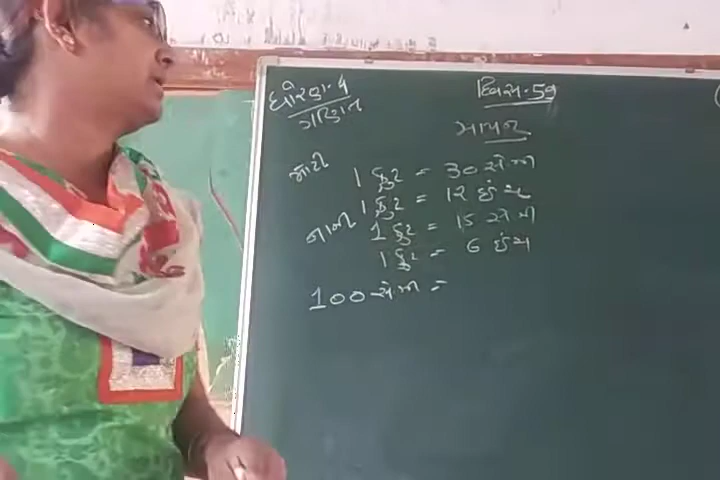 ધોરણ. 4
ગણિત
દિવસ. 59
માપન
મોટી
1 ફુટ = 30 સેમી
1 ફુટ = 12 ઇંચ
નાની
1 ફુટ = 15 સેમી
1 ફુટ = 6 ઇંચ
100 સેમી =